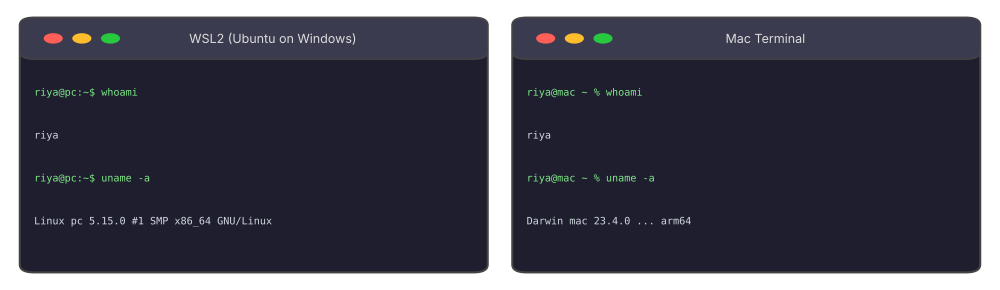 WSL2 (Ubuntu on Windows)
riya@pc:~$ whoami
riya
riya@pc:~$ uname -a
Linux pc 5.15.0 #1 SMP x86_64 GNU/Linux
Mac Terminal
riya@mac ~ % whoami
riya
riya@mac ~ % uname -a
Darwin mac 23.4.0 ... arm64